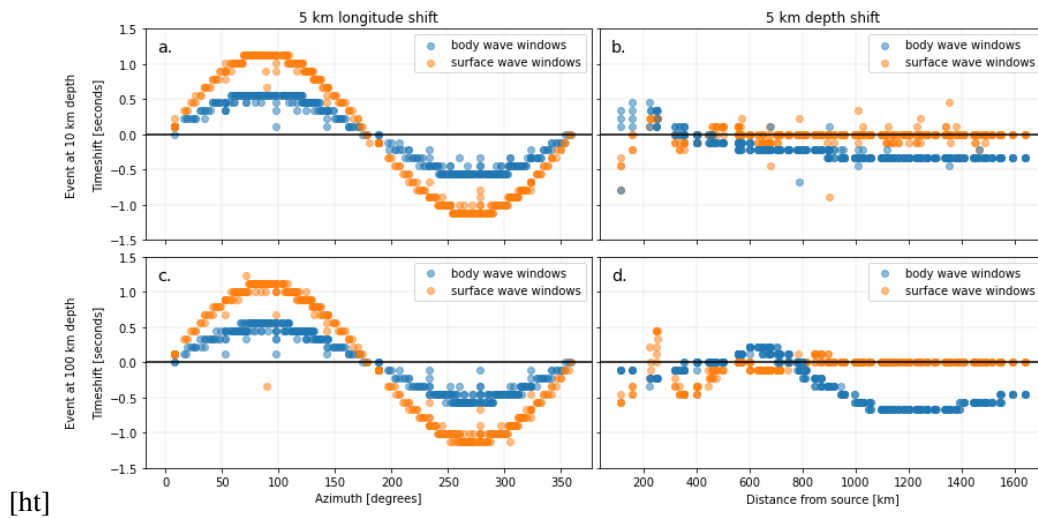 5 km longitude shift
5 km depth shift
Event at 10 km depth
Timeshift [seconds]
1.5
1.0
0.5
0.0
−0.5
−1.0
−1.5
a.
body wave windows
surface wave windows
b.
body wave windows
surface wave windows
Event at 100 km depth
Timeshift [seconds]
1.5
1.0
0.5
0.0
−0.5
−1.0
−1.5
c.
body wave windows
surface wave windows
d.
body wave windows
surface wave windows
0 50 100 150 200 250 300 350
200 400 600 800 1000 1200 1400 1600
Azimuth [degrees]
Distance from source [km]
[ht]